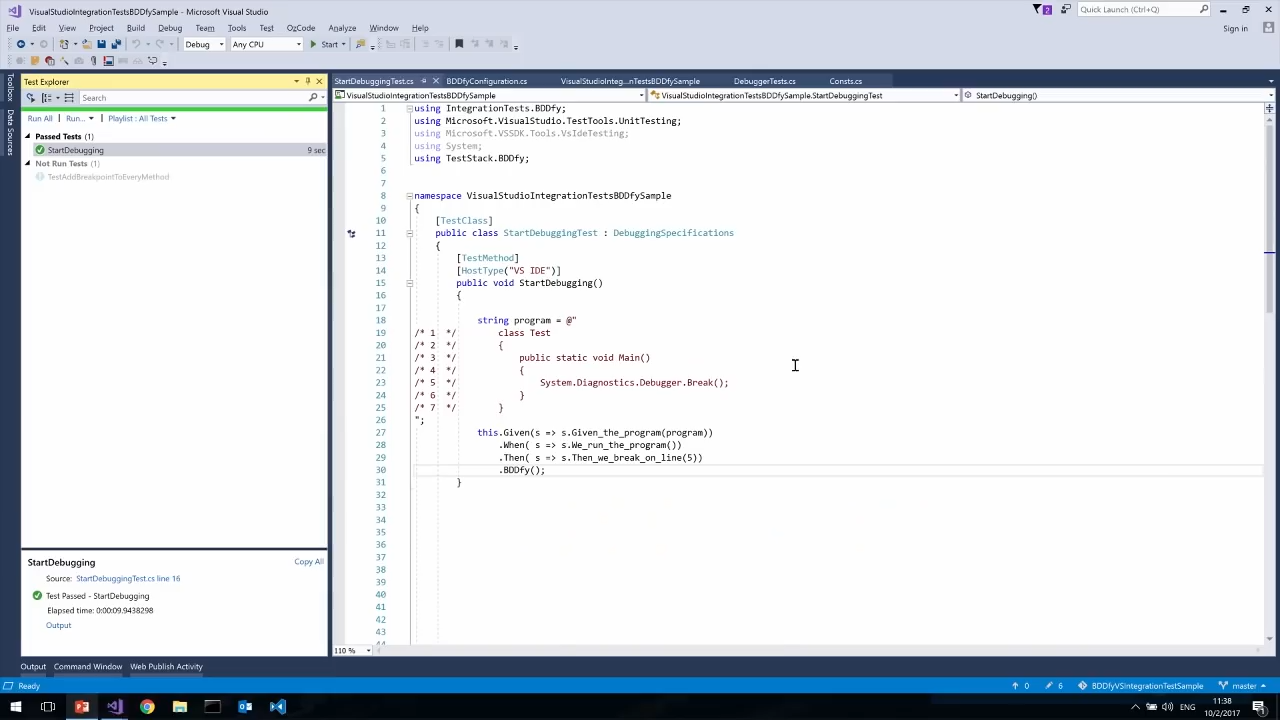 VisualStudioIntegrationTestsBDDfySample - Microsoft Visual Studio
2
Quick Launch (Ctrl+Q)
File Edit View Project Build Debug Team Tools Test OzCode Analyze Window Help
Sign in
Debug Any CPU Start
Toolbox
Data Sources
Test Explorer
Search
Run All Run... Playlist : All Tests
Passed Tests (1)
StartDebugging 9 sec
Not Run Tests (1)
TestAddBreakpointToEveryMethod
StartDebugging Copy All
Source: StartDebuggingTest.cs line 16
Test Passed - StartDebugging
Elapsed time: 0:00:09.9438298
Output
StartDebuggingTest.cs BDDfyConfiguration.cs VisualStudioInteg...nTestsBDDfySample DebuggerTests.cs Consts.cs
VisualStudioIntegrationTestsBDDfySample VisualStudioIntegrationTestsBDDfySample.StartDebuggingTest StartDebugging()
1 using IntegrationTests.BDDfy;
2 using Microsoft.VisualStudio.TestTools.UnitTesting;
3 using Microsoft.VSSDK.Tools.VsIdeTesting;
4 using System;
5 using TestStack.BDDfy;
6
7
8 namespace VisualStudioIntegrationTestsBDDfySample
9 {
10 [TestClass]
11 public class StartDebuggingTest : DebuggingSpecifications
12 {
13 [TestMethod]
14 [HostType("VS IDE")]
15 public void StartDebugging()
16 {
17
18 string program = @"
19 /* 1 */ class Test
20 /* 2 */ {
21 /* 3 */ public static void Main()
22 /* 4 */ {
23 /* 5 */ System.Diagnostics.Debugger.Break();
24 /* 6 */ }
25 /* 7 */ }
26 ";
27 this.Given(s => s.Given_the_program(program))
28 .When( s => s.We_run_the_program())
29 .Then( s => s.Then_we_break_on_line(5))
30 .BDDfy();
31 }
32
33
34
35
36
37
38
39
40
41
42
43
110 %
Output Command Window Web Publish Activity
Ready 0 6 BDDfyVSIntegrationTestSample master
ENG 11:38
10/2/2017